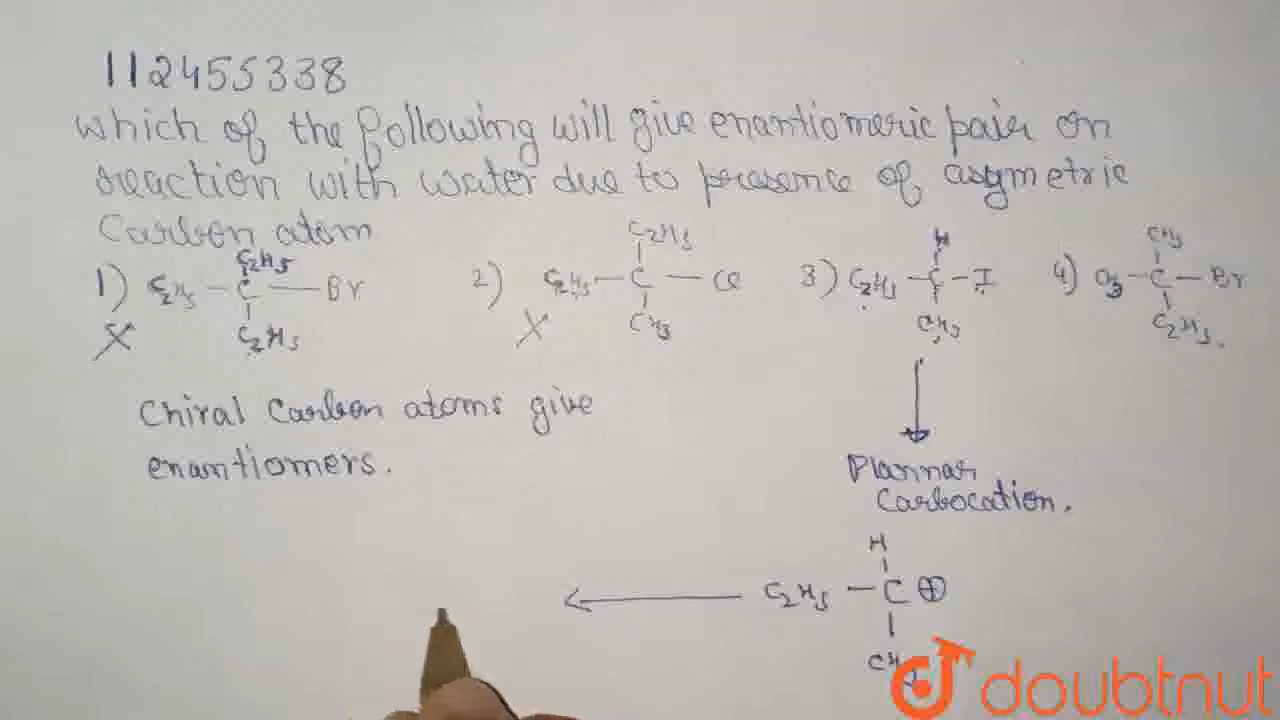 112455338
which of the following will give enantiomeric pair on
reaction with water due to presence of asymetric
Carbon atom
C2H5 C2H5 H CH3
1) C2H5 - C - Br 2) C2H5 - C - Cl 3) C2H5 - C - I 4) C3 - C - Br
X C2H5 X CH3 CH3 C2H5.
Chiral Carbon atoms give
enantiomers.
Plannar
Carbocation.
H
C2H5 - C ⊕
CH3
doubtnut